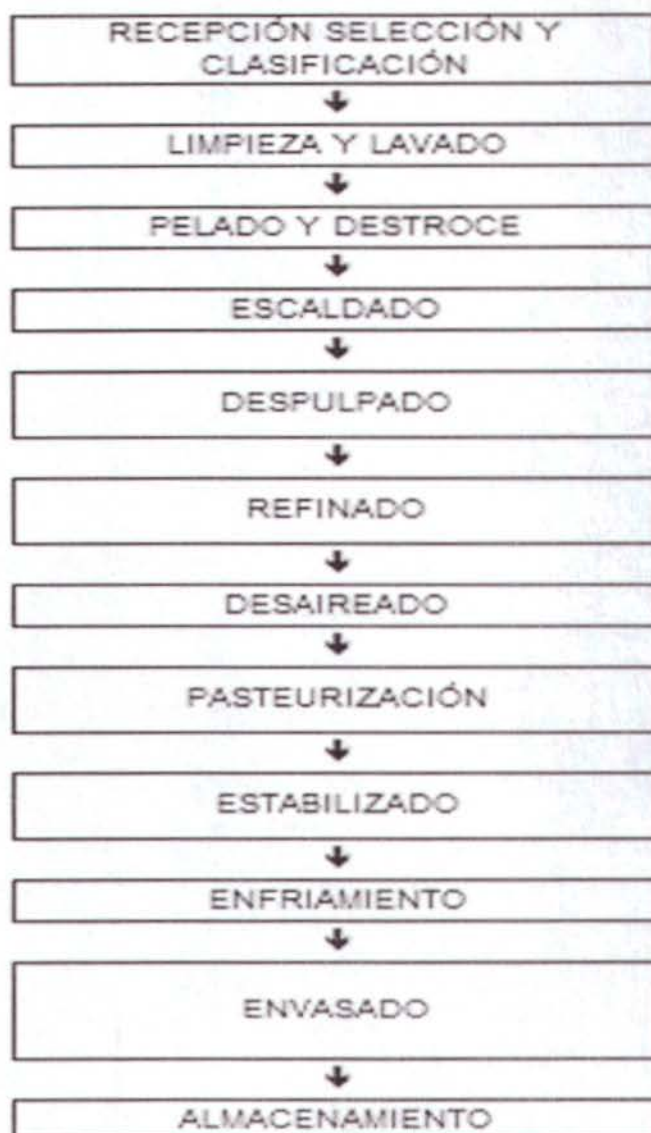 RECEPCIÓN SELECCIÓN Y
CLASIFICACIÓN
LIMPIEZA Y LAVADO
PELADO Y DESTROCE
ESCALDADO
DESPULPADO
REFINADO
DESAIREADO
PASTEURIZACIÓN
ESTABILIZADO
ENFRIAMIENTO
ENVASADO
ALMACENAMIENTO